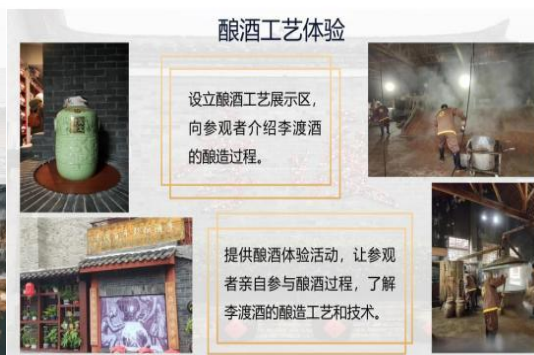 酿酒工艺体验
设立酿酒工艺展示区，
向参观者介绍李渡酒
的酿造过程。
提供酿酒体验活动，让参观
者亲自参与酿酒过程，了解
李渡酒的酿造工艺和技术。